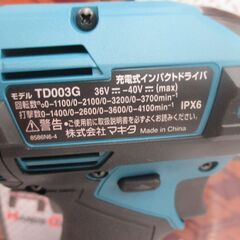 充電式インパクトドライバ
モデル TD003G 36V ⎓ 40V ⎓ (max)
回転数n₀ 0-1100/0-2100/0-3200/0-3700min⁻¹
打撃数 0-1400/0-2600/0-3600/0-4100min⁻¹ IPX6
⚠警告
株式会社 マキタ
Made in China